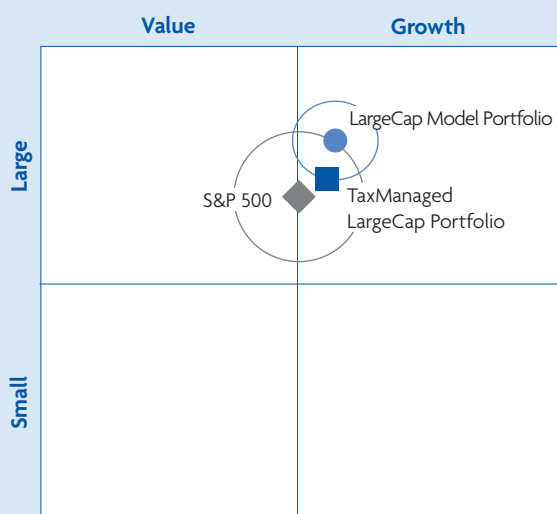 Value
Growth
Large
LargeCap Model Portfolio
S&P 500
TaxManaged
LargeCap Portfolio
Small